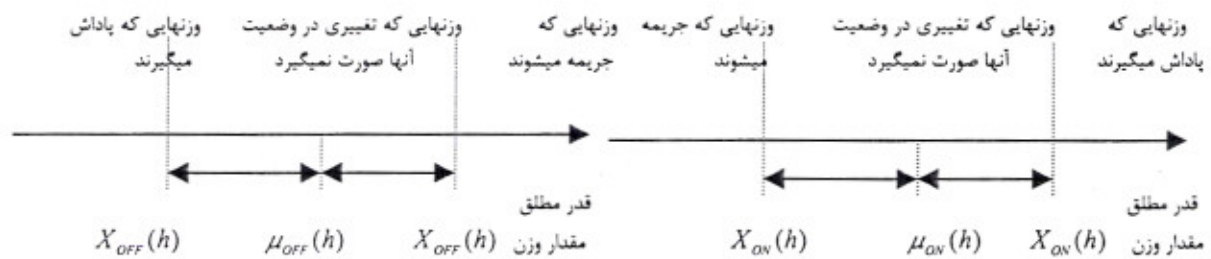 وزنهایی که پاداش میگیرند
وزنهایی که تغییری در وضعیت آنها صورت نمیگیرد
وزنهایی که جریمه میشوند
قدر مطلق مقدار وزن
X_OFF(h) μ_OFF(h) X_OFF(h)
وزنهایی که جریمه میشوند
وزنهایی که تغییری در وضعیت آنها صورت نمیگیرد
وزنهایی که پاداش میگیرند
قدر مطلق مقدار وزن
X_ON(h) μ_ON(h) X_ON(h)